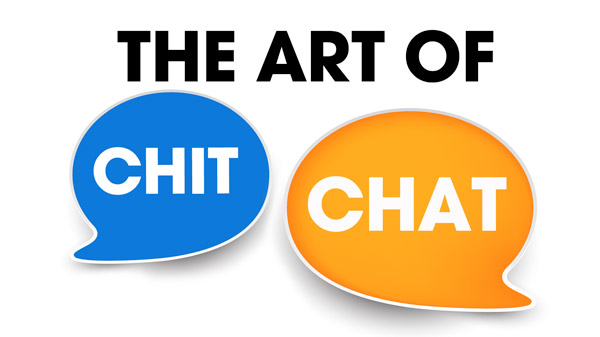 THE ART OF
CHIT
CHAT